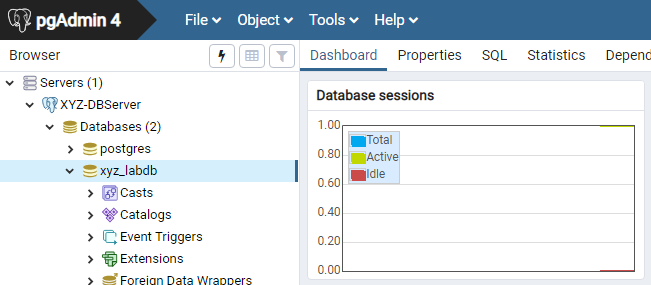 pgAdmin 4 File Object Tools Help
Browser
Dashboard Properties SQL Statistics Depend
Servers (1)
XYZ-DBServer
Databases (2)
postgres
xyz_labdb
Casts
Catalogs
Event Triggers
Extensions
Foreign Data Wrappers
Database sessions
1.00
0.80
0.60
0.40
0.20
0.00
Total
Active
Idle